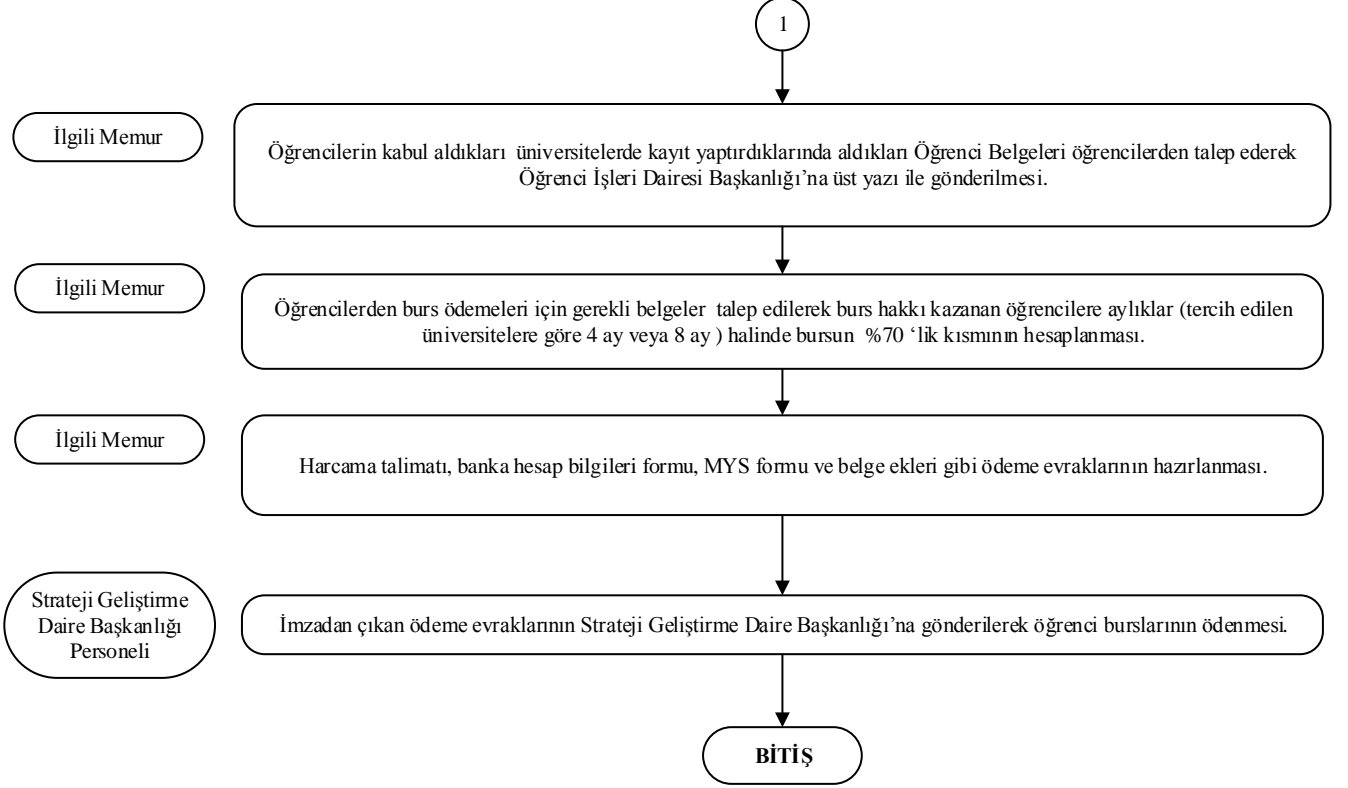 1
İlgili Memur
Öğrencilerin kabul aldıkları üniversitelerde kayıt yaptırdıklarında aldıkları Öğrenci Belgeleri öğrencilerden talep ederek
Öğrenci İşleri Dairesi Başkanlığı’na üst yazı ile gönderilmesi.
İlgili Memur
Öğrencilerden burs ödemeleri için gerekli belgeler talep edilerek burs hakkı kazanan öğrencilere aylıklar (tercih edilen
üniversitelere göre 4 ay veya 8 ay ) halinde bursun %70 ‘lik kısmının hesaplanması.
İlgili Memur
Harcama talimatı, banka hesap bilgileri formu, MYS formu ve belge ekleri gibi ödeme evraklarının hazırlanması.
Strateji Geliştirme
Daire Başkanlığı
Personeli
İmzadan çıkan ödeme evraklarının Strateji Geliştirme Daire Başkanlığı’na gönderilerek öğrenci burslarının ödenmesi.
BİTİŞ